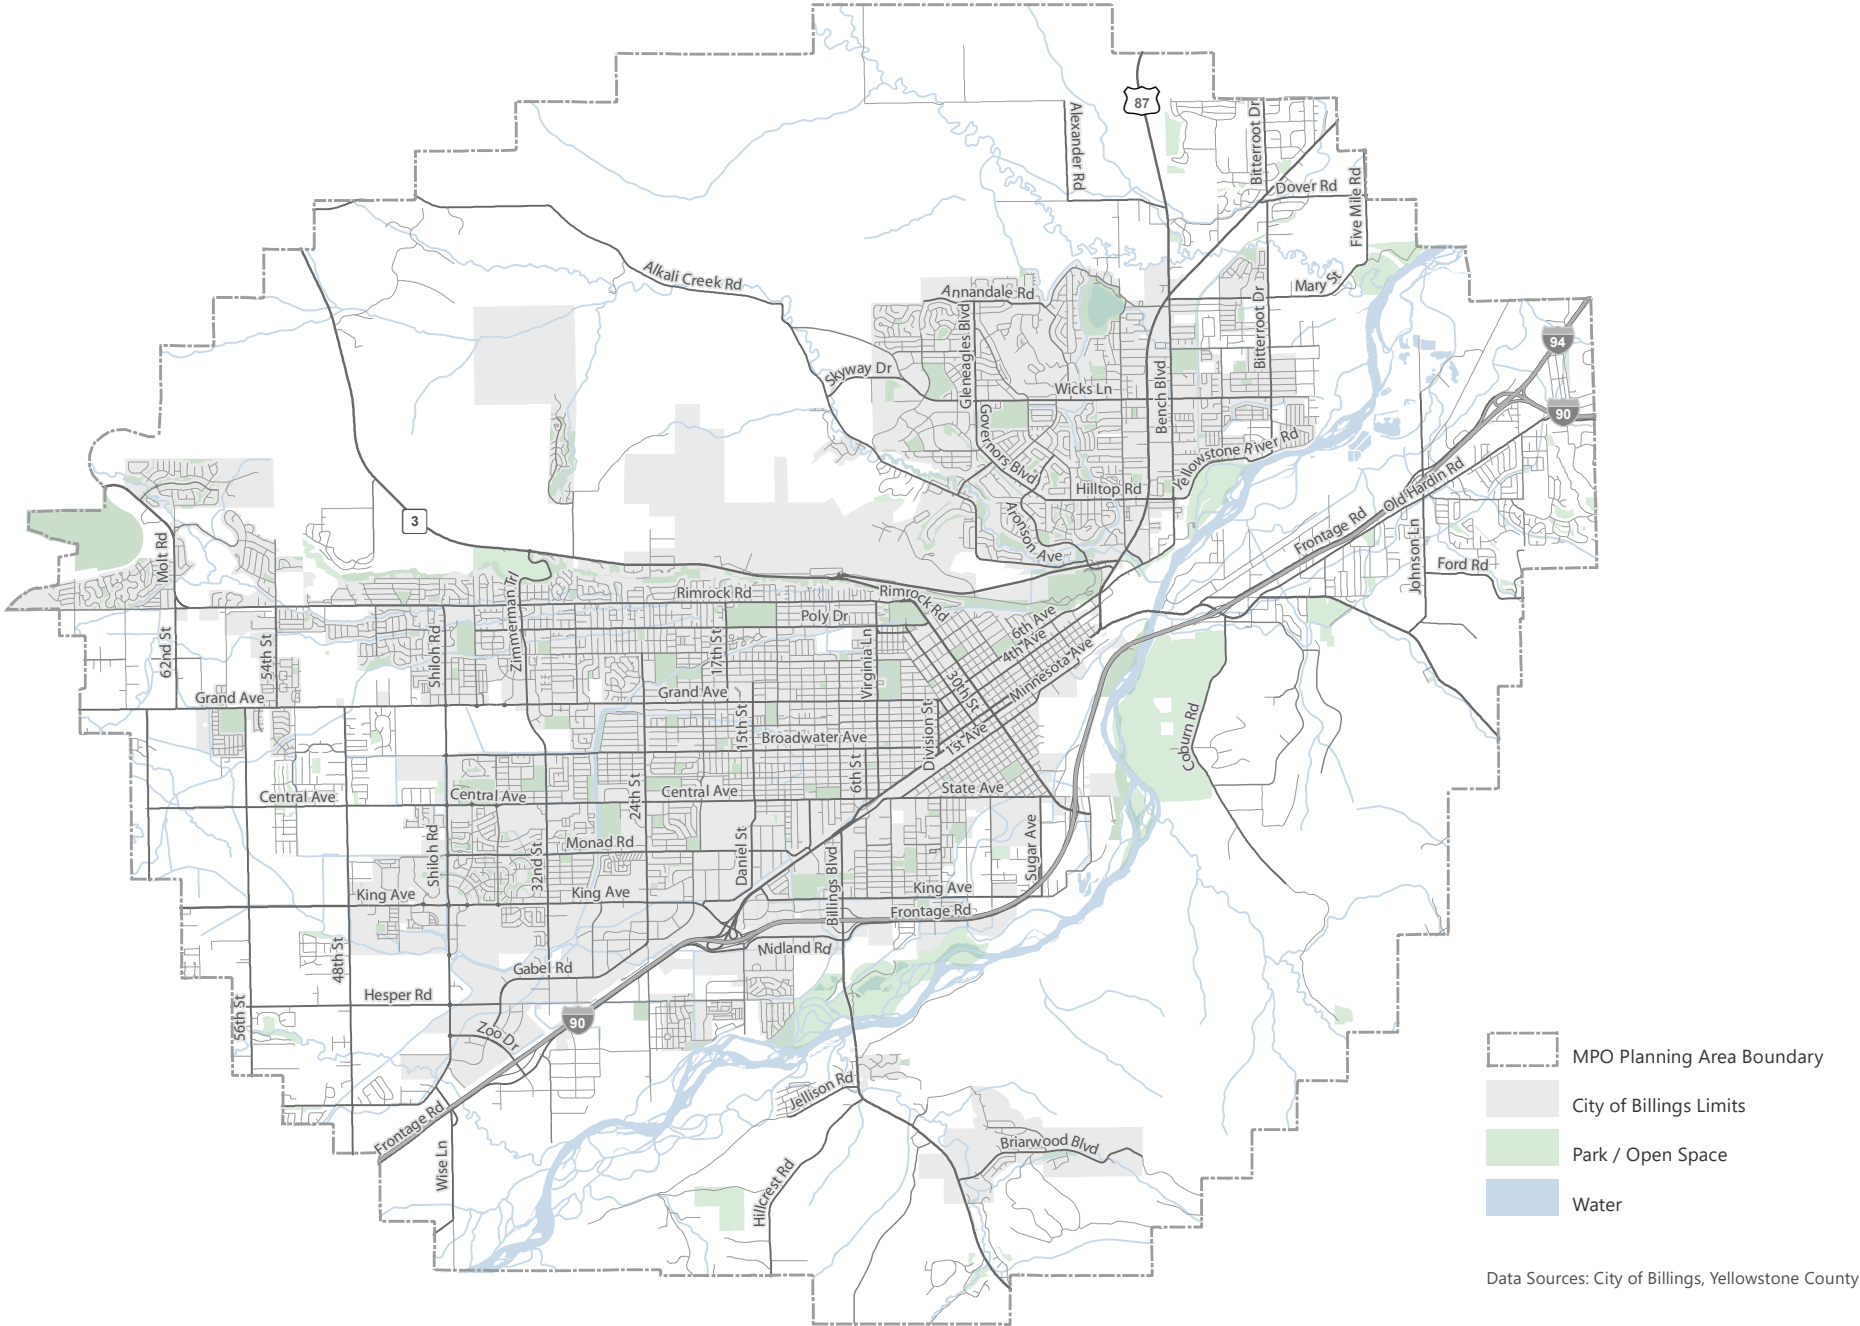 87
Alexander Rd
Bitterroot Dr
Dover Rd
Five Mile Rd
Alkali Creek Rd
Annandale Rd
Mary St
Bitterroot Dr
Gleneagles Blvd
94
Skyway Dr
Wicks Ln
Bench Blvd
90
Governors Blvd
Yellowstone River Rd
Hilltop Rd
Old Hardin Rd
3
Aronson Ave
Frontage Rd
Johnson Ln
Ford Rd
Molt Rd
Zimmerman Trl
Rimrock Rd
Rimrock Rd
Poly Dr
6th Ave
4th Ave
Minnesota Ave
62nd St
54th St
Shiloh Rd
17th St
Virginia Ln
30th St
Grand Ave
Grand Ave
15th St
Broadwater Ave
Division St
1st Ave
Coburn Rd
Central Ave
Central Ave
24th St
Central Ave
6th St
State Ave
Shiloh Rd
Monad Rd
Daniel St
Billings Blvd
Sugar Ave
32nd St
King Ave
King Ave
King Ave
Frontage Rd
48th St
Midland Rd
Gabel Rd
Hesper Rd
56th St
Zoo Dr
90
Jellison Rd
Frontage Rd
Wise Ln
Hillcrest Rd
Briarwood Blvd
MPO Planning Area Boundary
City of Billings Limits
Park / Open Space
Water
Data Sources: City of Billings, Yellowstone County